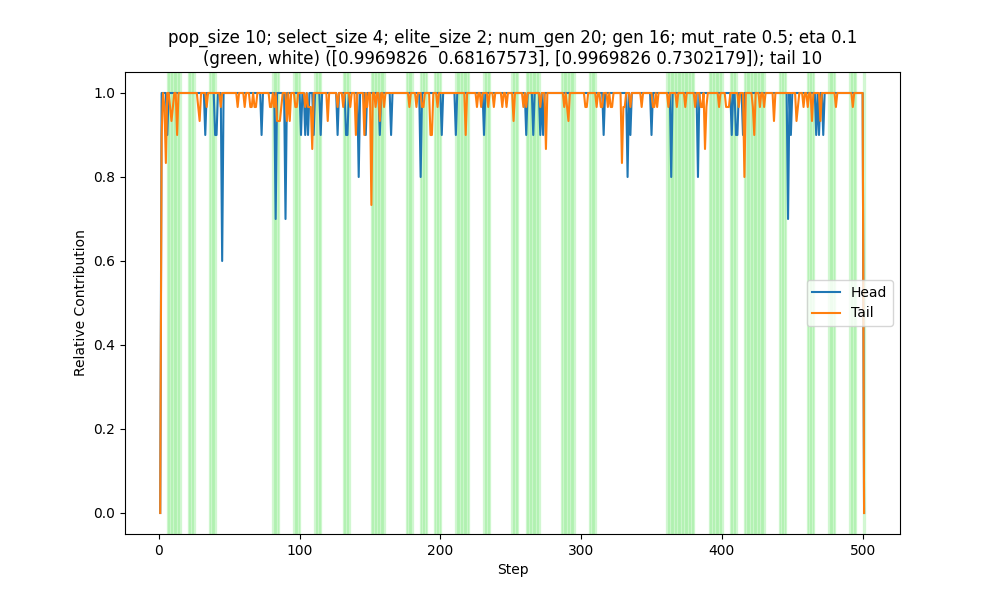 pop_size 10; select_size 4; elite_size 2; num_gen 20; gen 16; mut_rate 0.5; eta 0.1
(green, white) ([0.9969826  0.68167573], [0.9969826 0.7302179]); tail 10
1.0
0.8
0.6
0.4
0.2
0.0
Relative Contribution
Head
Tail
0
100
200
300
400
500
Step